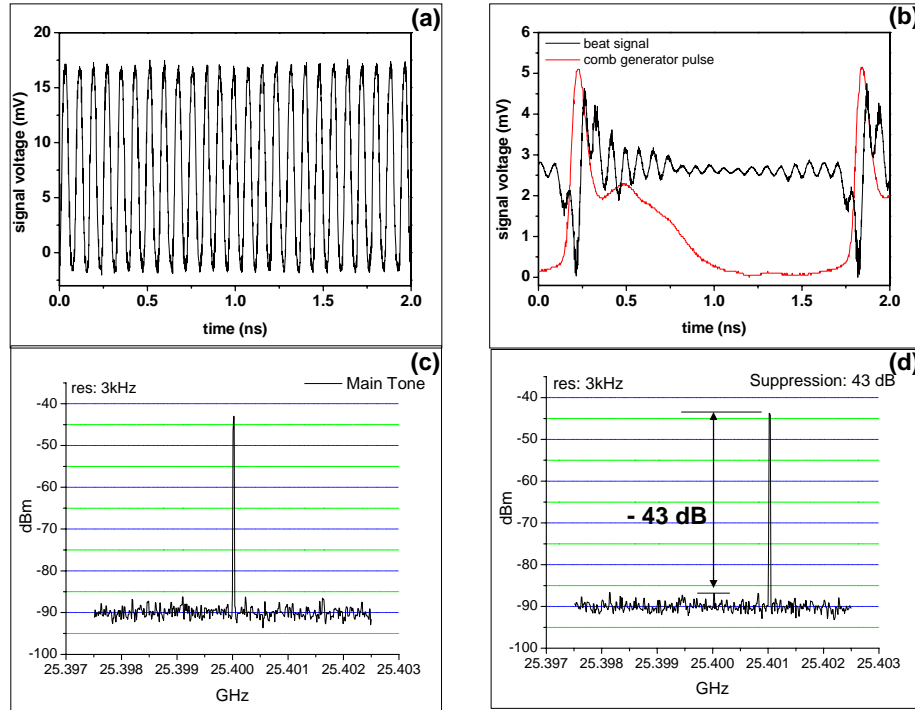 (a)
signal voltage (mV)
20
15
10
5
0
0.0 0.5 1.0 1.5 2.0
time (ns)
(b)
beat signal
comb generator pulse
signal voltage (mV)
6
5
4
3
2
1
0
0.0 0.5 1.0 1.5 2.0
time (ns)
(c)
res: 3kHz
Main Tone
dBm
-40
-50
-60
-70
-80
-90
-100
25.397 25.398 25.399 25.400 25.401 25.402 25.403
GHz
(d)
res: 3kHz
Suppression: 43 dB
- 43 dB
dBm
-40
-50
-60
-70
-80
-90
-100
25.397 25.398 25.399 25.400 25.401 25.402 25.403
GHz